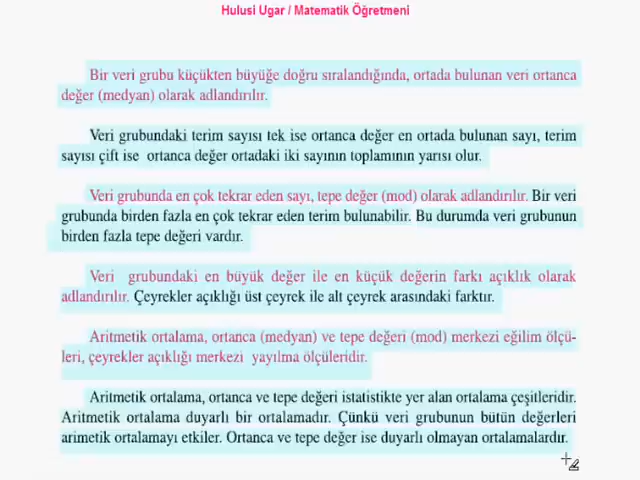 Hulusi Ugar / Matematik Öğretmeni
Bir veri grubu küçükten büyüğe doğru sıralandığında, ortada bulunan veri ortanca
değer (medyan) olarak adlandırılır.
Veri grubundaki terim sayısı tek ise ortanca değer en ortada bulunan sayı, terim
sayısı çift ise ortanca değer ortadaki iki sayının toplamının yarısı olur.
Veri grubunda en çok tekrar eden sayı, tepe değer (mod) olarak adlandırılır. Bir veri
grubunda birden fazla en çok tekrar eden terim bulunabilir. Bu durumda veri grubunun
birden fazla tepe değeri vardır.
Veri grubundaki en büyük değer ile en küçük değerin farkı açıklık olarak
adlandırılır. Çeyrekler açıklığı üst çeyrek ile alt çeyrek arasındaki farktır.
Aritmetik ortalama, ortanca (medyan) ve tepe değeri (mod) merkezi eğilim ölçü-
leri, çeyrekler açıklığı merkezi yayılma ölçüleridir.
Aritmetik ortalama, ortanca ve tepe değeri istatistikte yer alan ortalama çeşitleridir.
Aritmetik ortalama duyarlı bir ortalamadır. Çünkü veri grubunun bütün değerleri
arimetik ortalamayı etkiler. Ortanca ve tepe değer ise duyarlı olmayan ortalamalardır.